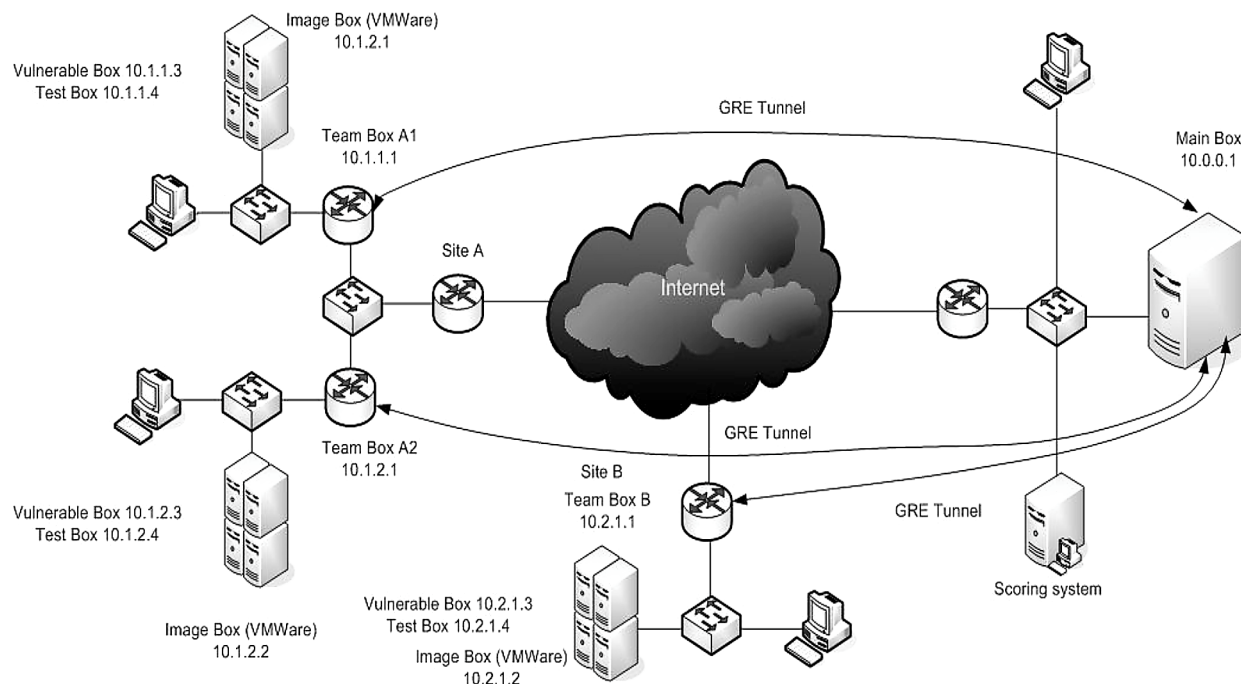 Image Box (VMWare)
10.1.2.1
Vulnerable Box 10.1.1.3
Test Box 10.1.1.4
Team Box A1
10.1.1.1
GRE Tunnel
Main Box
10.0.0.1
Site A
Internet
Team Box A2
10.1.2.1
GRE Tunnel
Vulnerable Box 10.1.2.3
Test Box 10.1.2.4
Image Box (VMWare)
10.1.2.2
Site B
Team Box B
10.2.1.1
GRE Tunnel
Scoring system
Vulnerable Box 10.2.1.3
Test Box 10.2.1.4
Image Box (VMWare)
10.2.1.2